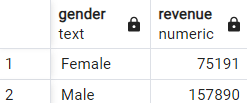 gender revenue
text numeric
1 Female 75191
2 Male 157890